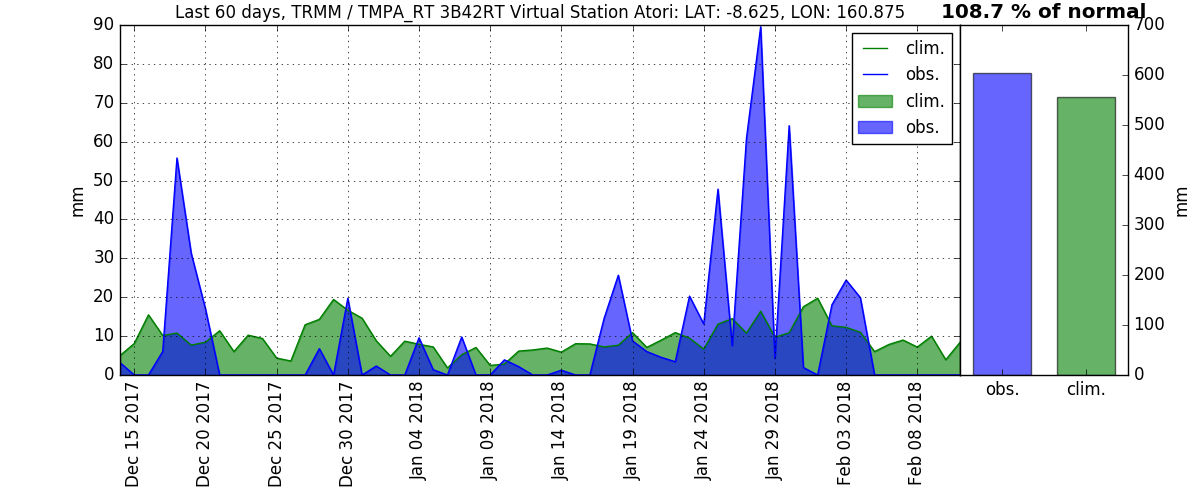 Last 60 days, TRMM / TMPA_RT 3B42RT Virtual Station Atori: LAT: -8.625, LON: 160.875
108.7 % of normal
90
80
70
60
50
40
30
20
10
0
mm
clim.
obs.
clim.
obs.
Dec 15 2017
Dec 20 2017
Dec 25 2017
Dec 30 2017
Jan 04 2018
Jan 09 2018
Jan 14 2018
Jan 19 2018
Jan 24 2018
Jan 29 2018
Feb 03 2018
Feb 08 2018
700
600
500
400
300
200
100
0
mm
obs.
clim.